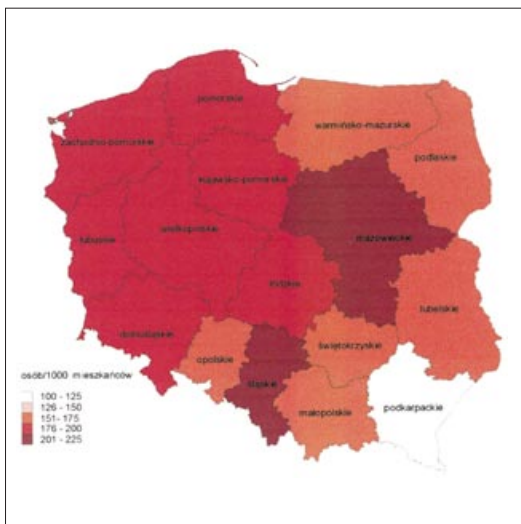 pomorskie
warmińsko-mazurskie
zachodnio-pomorskie
podlaskie
kujawsko-pomorskie
mazowieckie
lubuskie
wielkopolskie
łódzkie
lubelskie
dolnośląskie
świętokrzyskie
opolskie
śląskie
podkarpackie
małopolskie
osób/1000 mieszkańców
100 - 125
126 - 150
151- 175
176 - 200
201 - 225